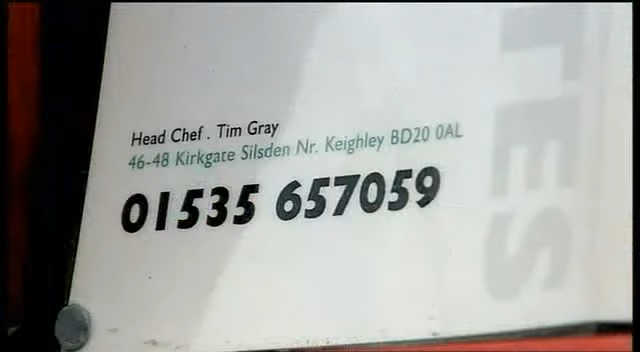 Head Chef . Tim Gray
46-48 Kirkgate Silsden Nr. Keighley BD20 0AL
01535 657059